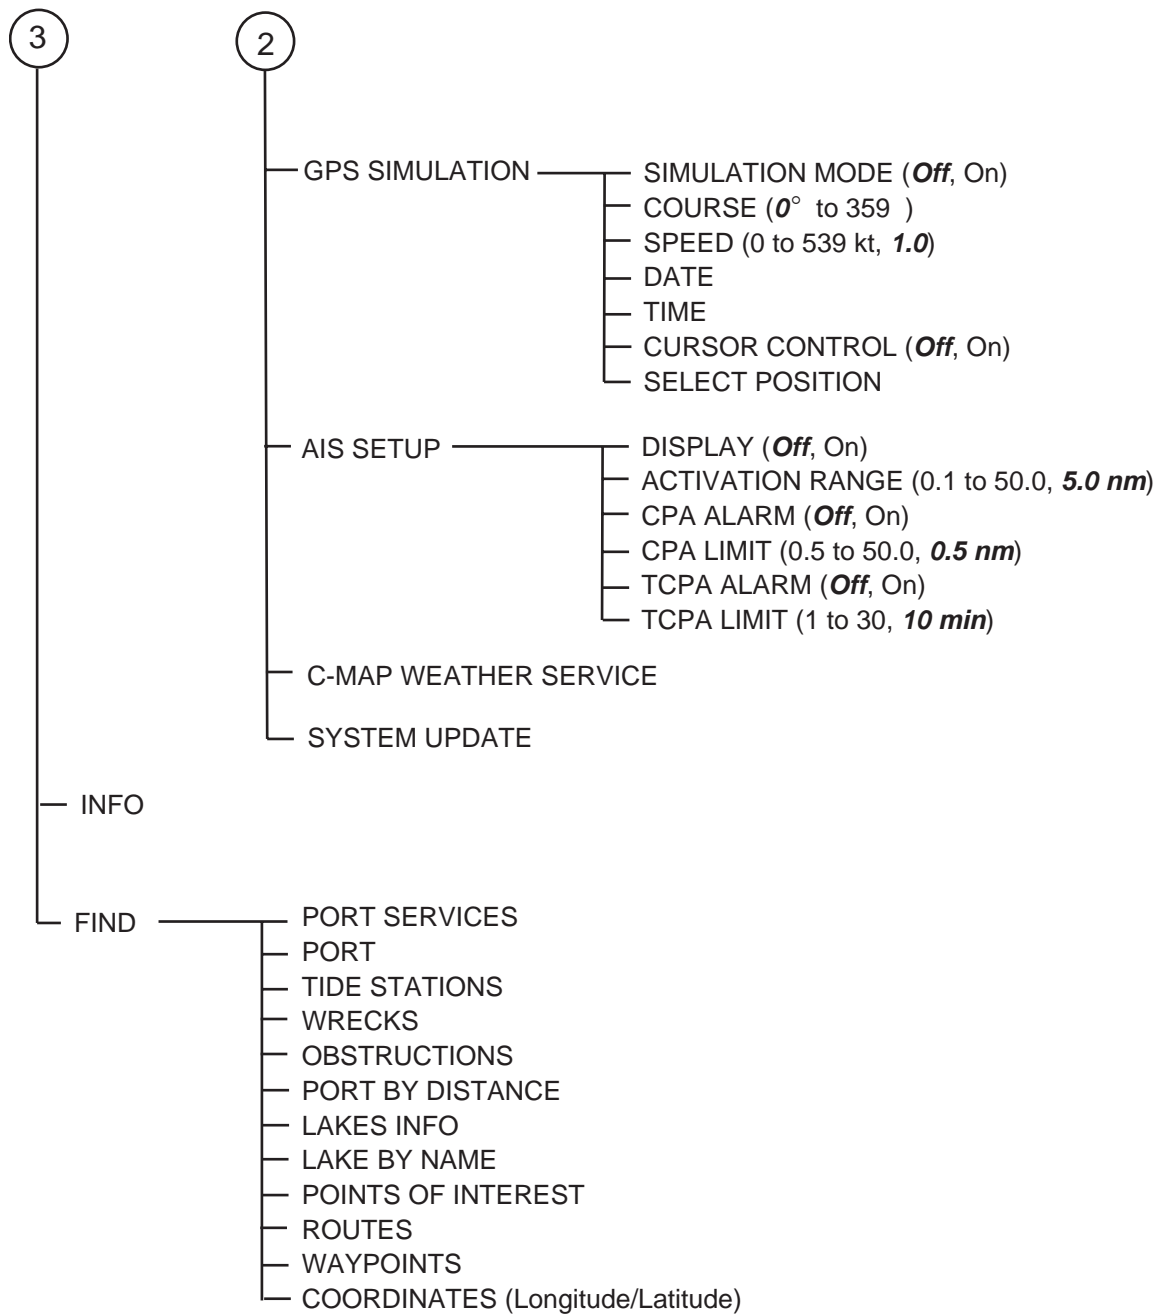 3
2
GPS SIMULATION
SIMULATION MODE (Off, On)
COURSE (0° to 359 )
SPEED (0 to 539 kt, 1.0)
DATE
TIME
CURSOR CONTROL (Off, On)
SELECT POSITION
AIS SETUP
DISPLAY (Off, On)
ACTIVATION RANGE (0.1 to 50.0, 5.0 nm)
CPA ALARM (Off, On)
CPA LIMIT (0.5 to 50.0, 0.5 nm)
TCPA ALARM (Off, On)
TCPA LIMIT (1 to 30, 10 min)
C-MAP WEATHER SERVICE
SYSTEM UPDATE
INFO
FIND
PORT SERVICES
PORT
TIDE STATIONS
WRECKS
OBSTRUCTIONS
PORT BY DISTANCE
LAKES INFO
LAKE BY NAME
POINTS OF INTEREST
ROUTES
WAYPOINTS
COORDINATES (Longitude/Latitude)